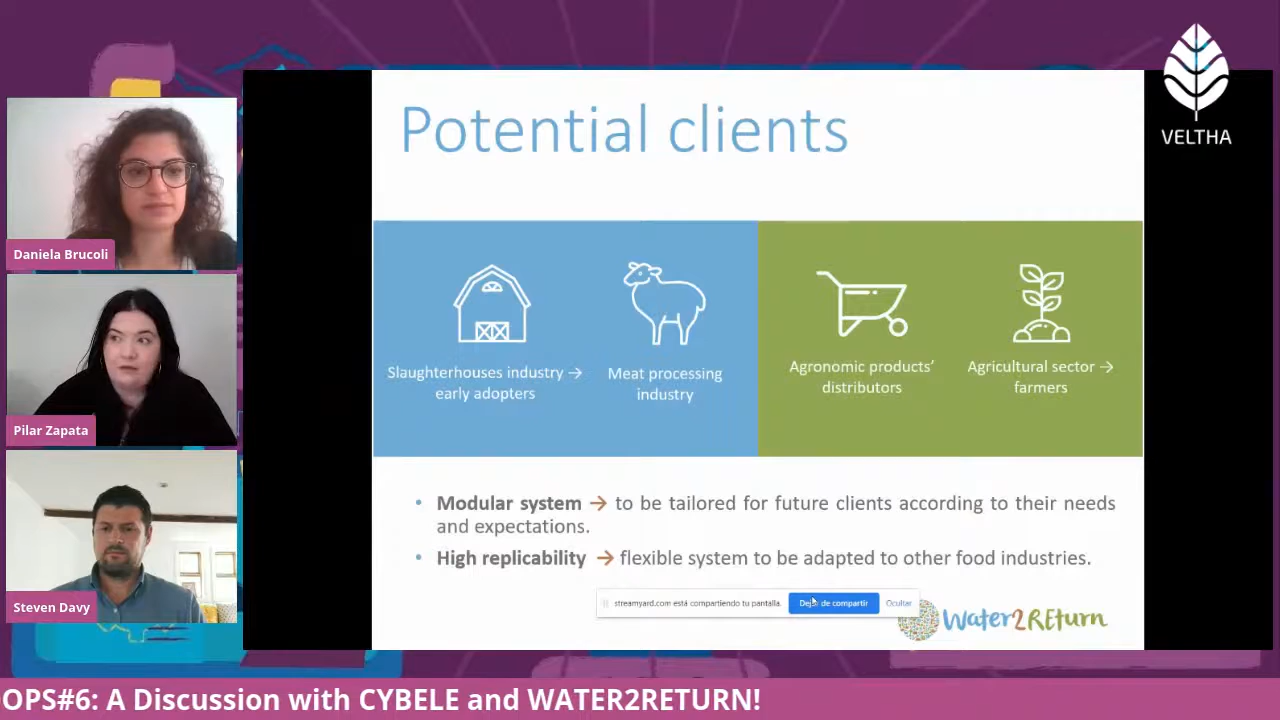 Potential clients
VELTHA
Daniela Brucoli
Pilar Zapata
Steven Davy
Slaughterhouses industry →
early adopters
Meat processing
industry
Agronomic products'
distributors
Agricultural sector →
farmers
• Modular system → to be tailored for future clients according to their needs
and expectations.
• High replicability → flexible system to be adapted to other food industries.
streamyard.com está compartiendo tu pantalla.
Dejar de compartir
Ocultar
Water2REturn
OOPS#6: A Discussion with CYBELE and WATER2RETURN!